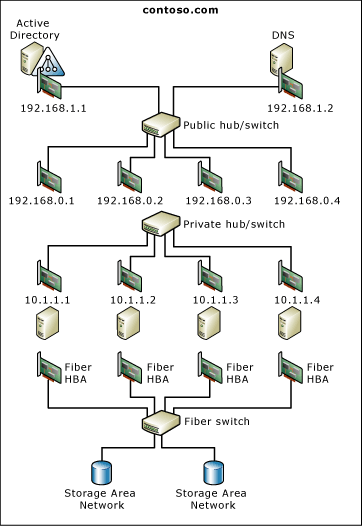 contoso.com
Active
Directory
DNS
192.168.1.1
192.168.1.2
Public hub/switch
192.168.0.1
192.168.0.2
192.168.0.3
192.168.0.4
Private hub/switch
10.1.1.1
10.1.1.2
10.1.1.3
10.1.1.4
Fiber
HBA
Fiber
HBA
Fiber
HBA
Fiber
HBA
Fiber switch
Storage Area
Network
Storage Area
Network